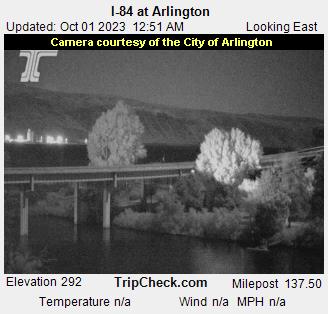 I-84 at Arlington
Updated: Oct 01 2023 12:51 AM Looking East
Camera courtesy of the City of Arlington
Elevation 292 TripCheck.com Milepost 137.50
Temperature n/a Wind n/a MPH n/a